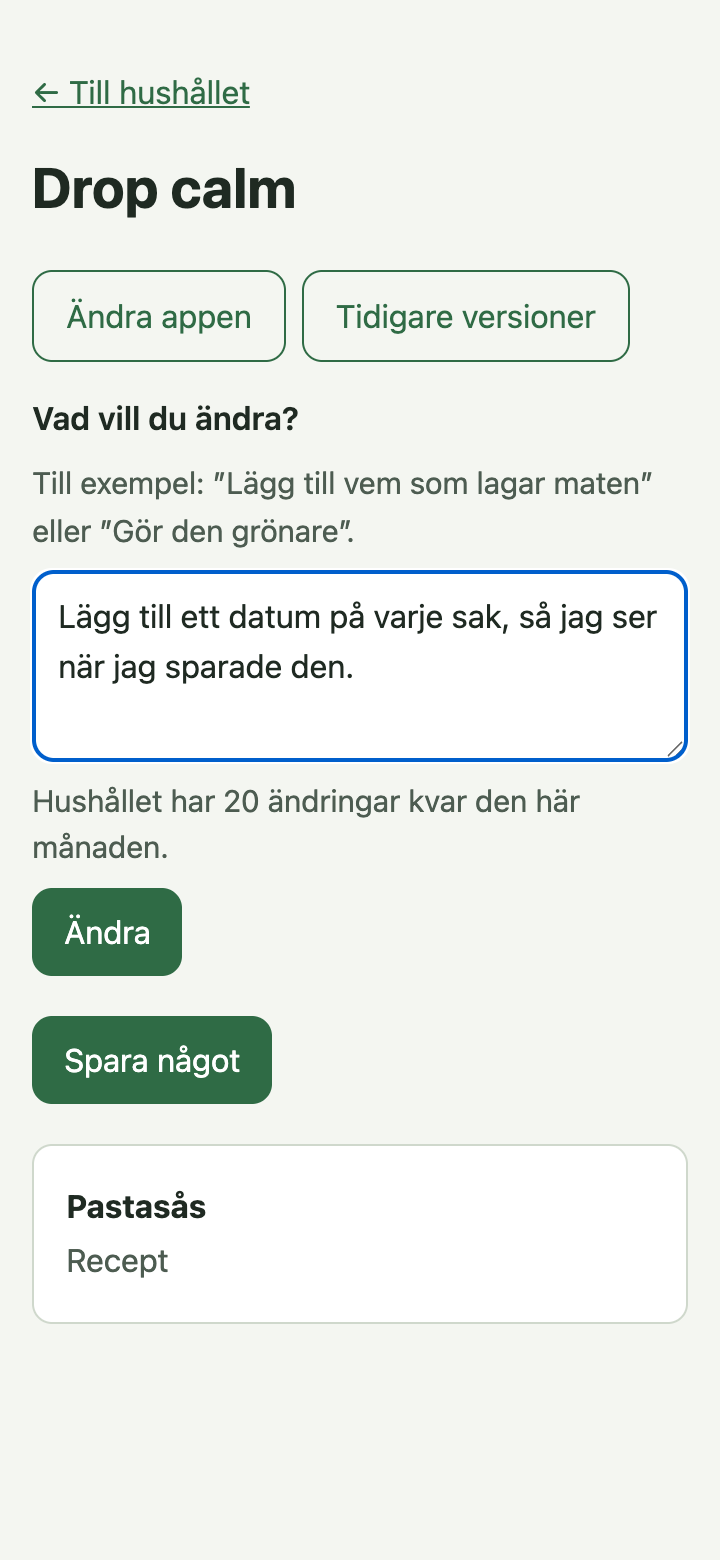 ← Till hushållet
Drop calm
Ändra appen
Tidigare versioner
Vad vill du ändra?
Till exempel: ”Lägg till vem som lagar maten”
eller ”Gör den grönare”.
Lägg till ett datum på varje sak, så jag ser
när jag sparade den.
Hushållet har 20 ändringar kvar den här
månaden.
Ändra
Spara något
Pastasås
Recept